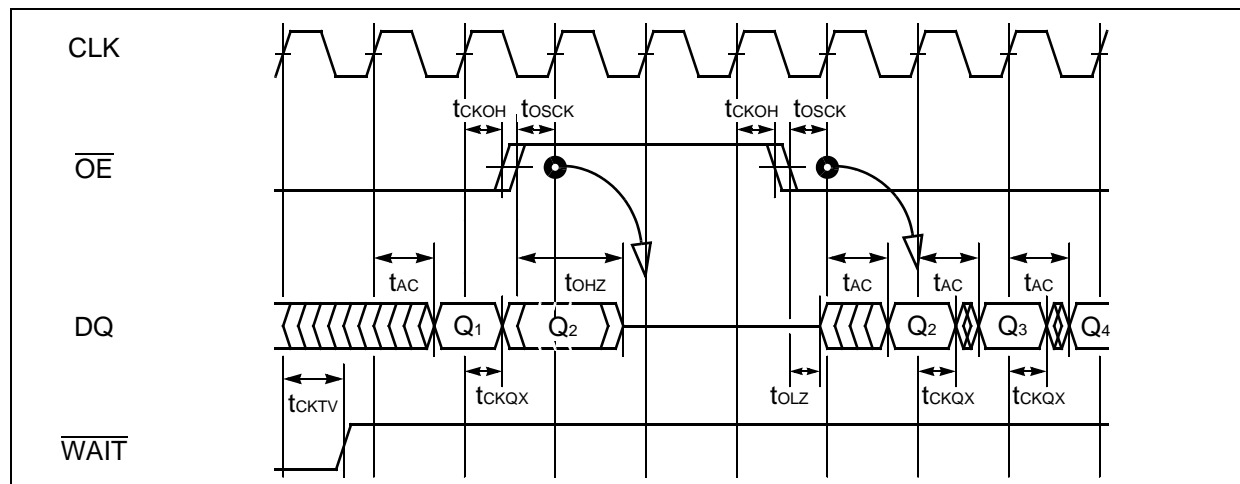 CLK
tCKOH tOSCK tCKOH tOSCK
OE
tAC tOHZ tAC tAC tAC
DQ Q1 Q2 Q2 Q3 Q4
tCKTV tCKQX tOLZ tCKQX tCKQX
WAIT